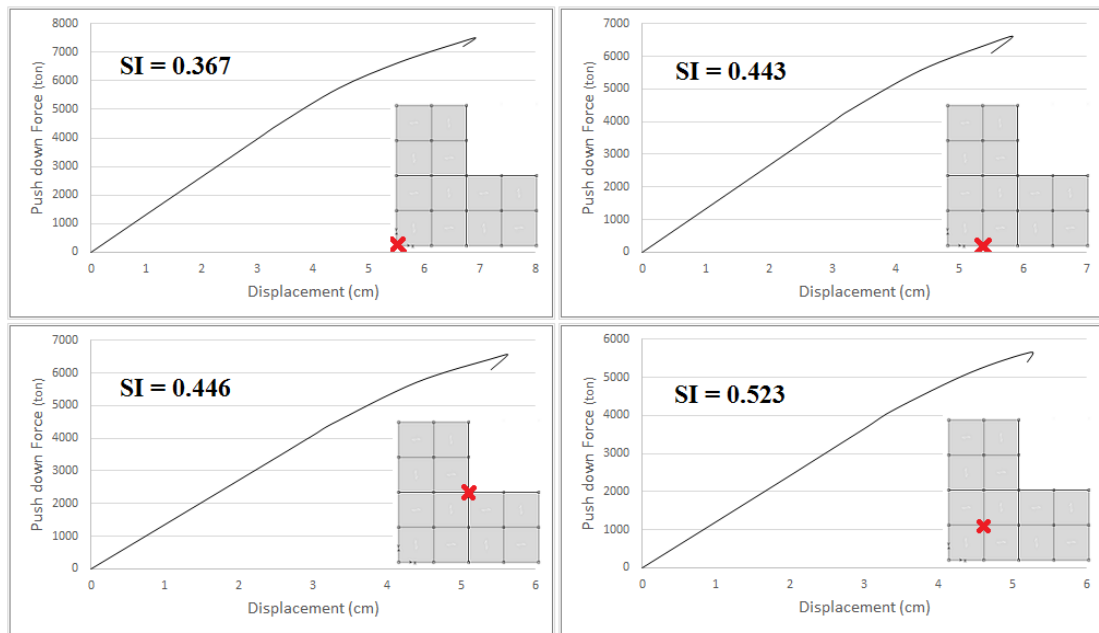 8000
7000
6000
5000
4000
3000
2000
1000
0
Push down Force (ton)
SI = 0.367
0 1 2 3 4 5 6 7 8
Displacement (cm)
7000
6000
5000
4000
3000
2000
1000
0
Push down Force (ton)
SI = 0.443
0 1 2 3 4 5 6 7
Displacement (cm)
7000
6000
5000
4000
3000
2000
1000
0
Push down Force (ton)
SI = 0.446
0 1 2 3 4 5 6
Displacement (cm)
6000
5000
4000
3000
2000
1000
0
Push down Force (ton)
SI = 0.523
0 1 2 3 4 5 6
Displacement (cm)